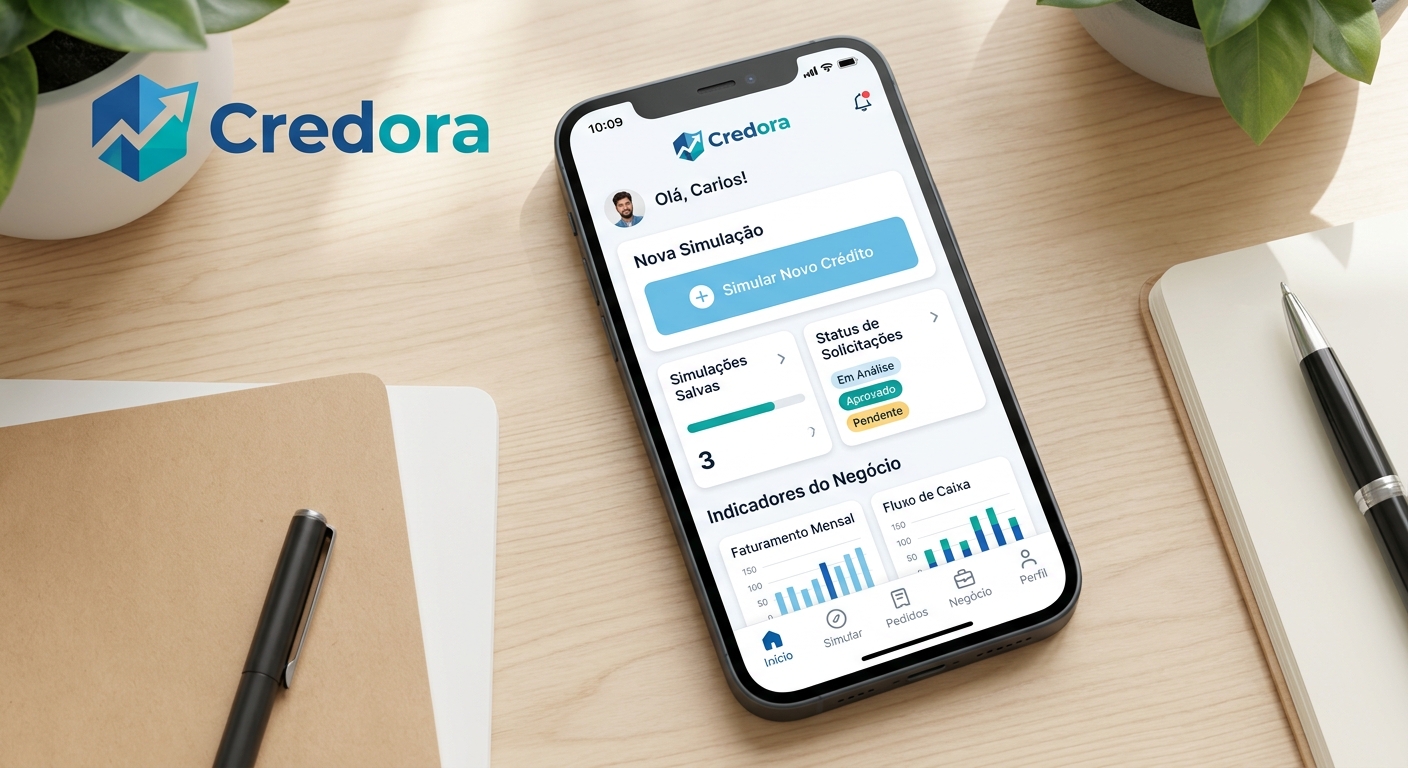 Credora
10:09
Credora
Olá, Carlos!
Nova Simulação
Simular Novo Crédito
Simulações
Salvas
3
Status de
Solicitações
Em Análise
Aprovado
Pendente
Indicadores do Negócio
Faturamento Mensal
150
100
50
0
Fluxo de Caixa
150
100
50
Início
Simular
Pedidos
Negócio
Perfil